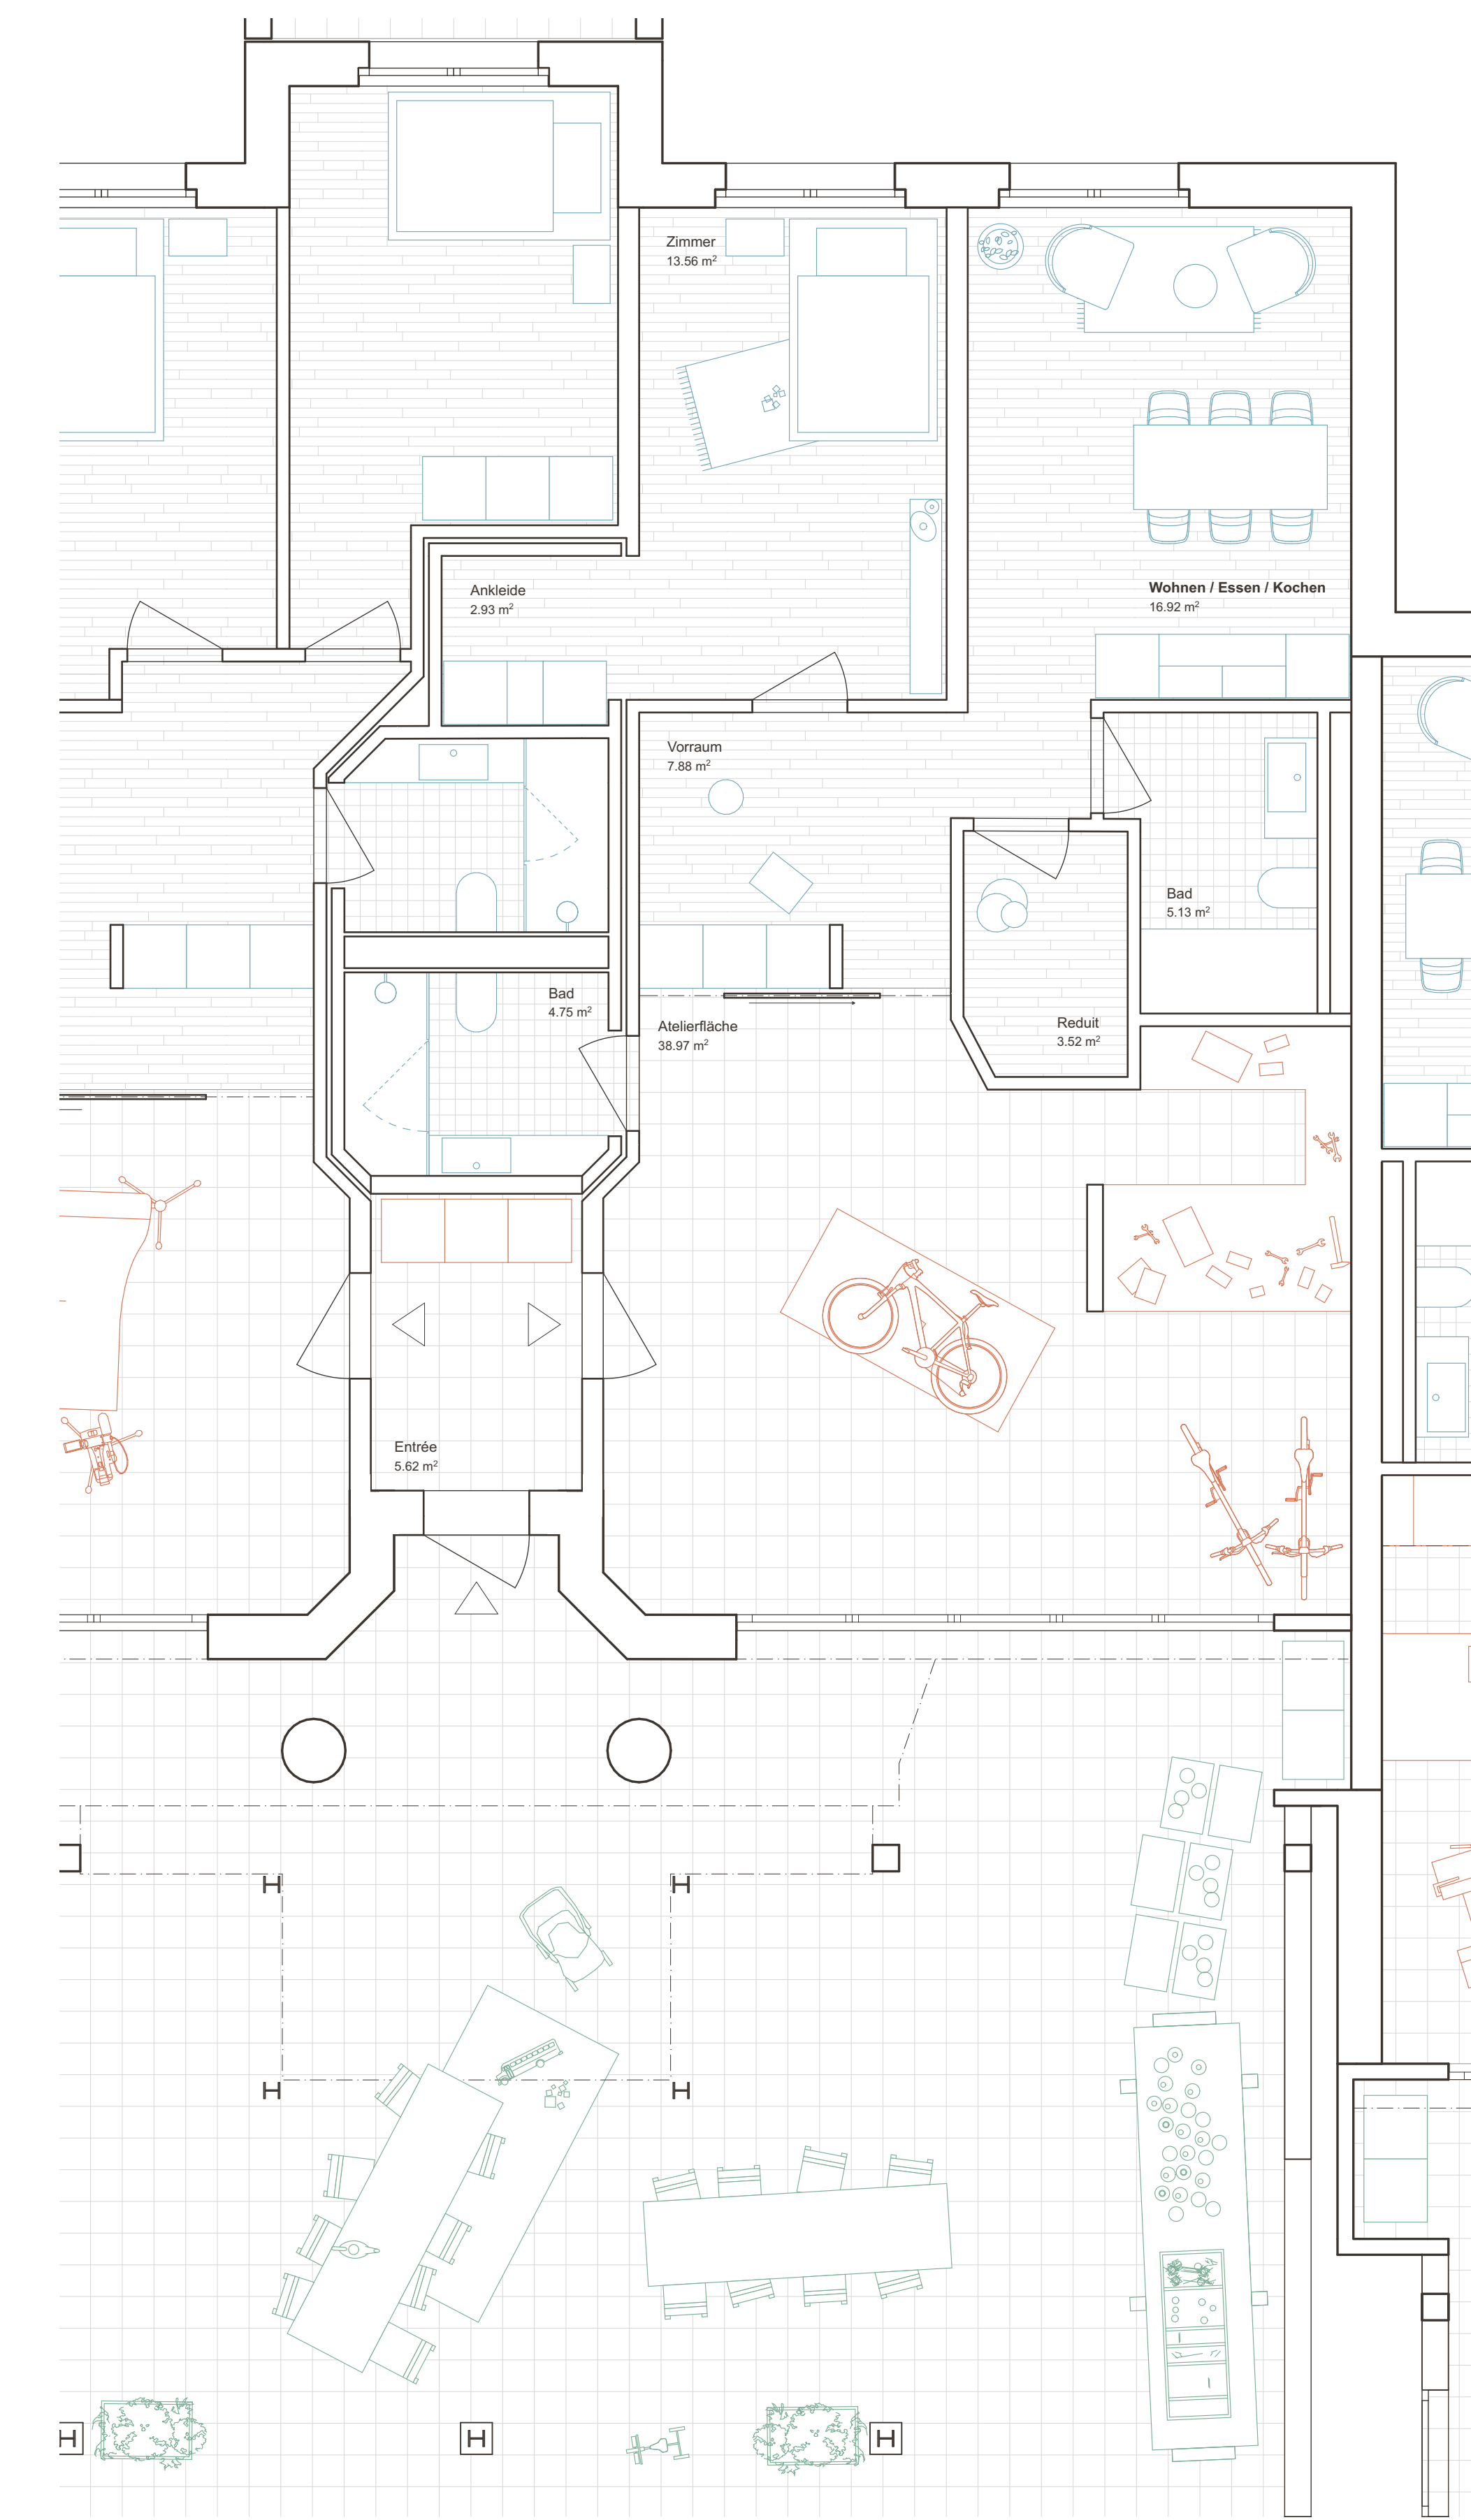 Zimmer
13.56 m²
Ankleide
2.93 m²
Wohnen / Essen / Kochen
16.92 m²
Vorraum
7.88 m²
Bad
5.13 m²
Bad
4.75 m²
Atelierfläche
38.97 m²
Reduit
3.52 m²
Entrée
5.62 m²